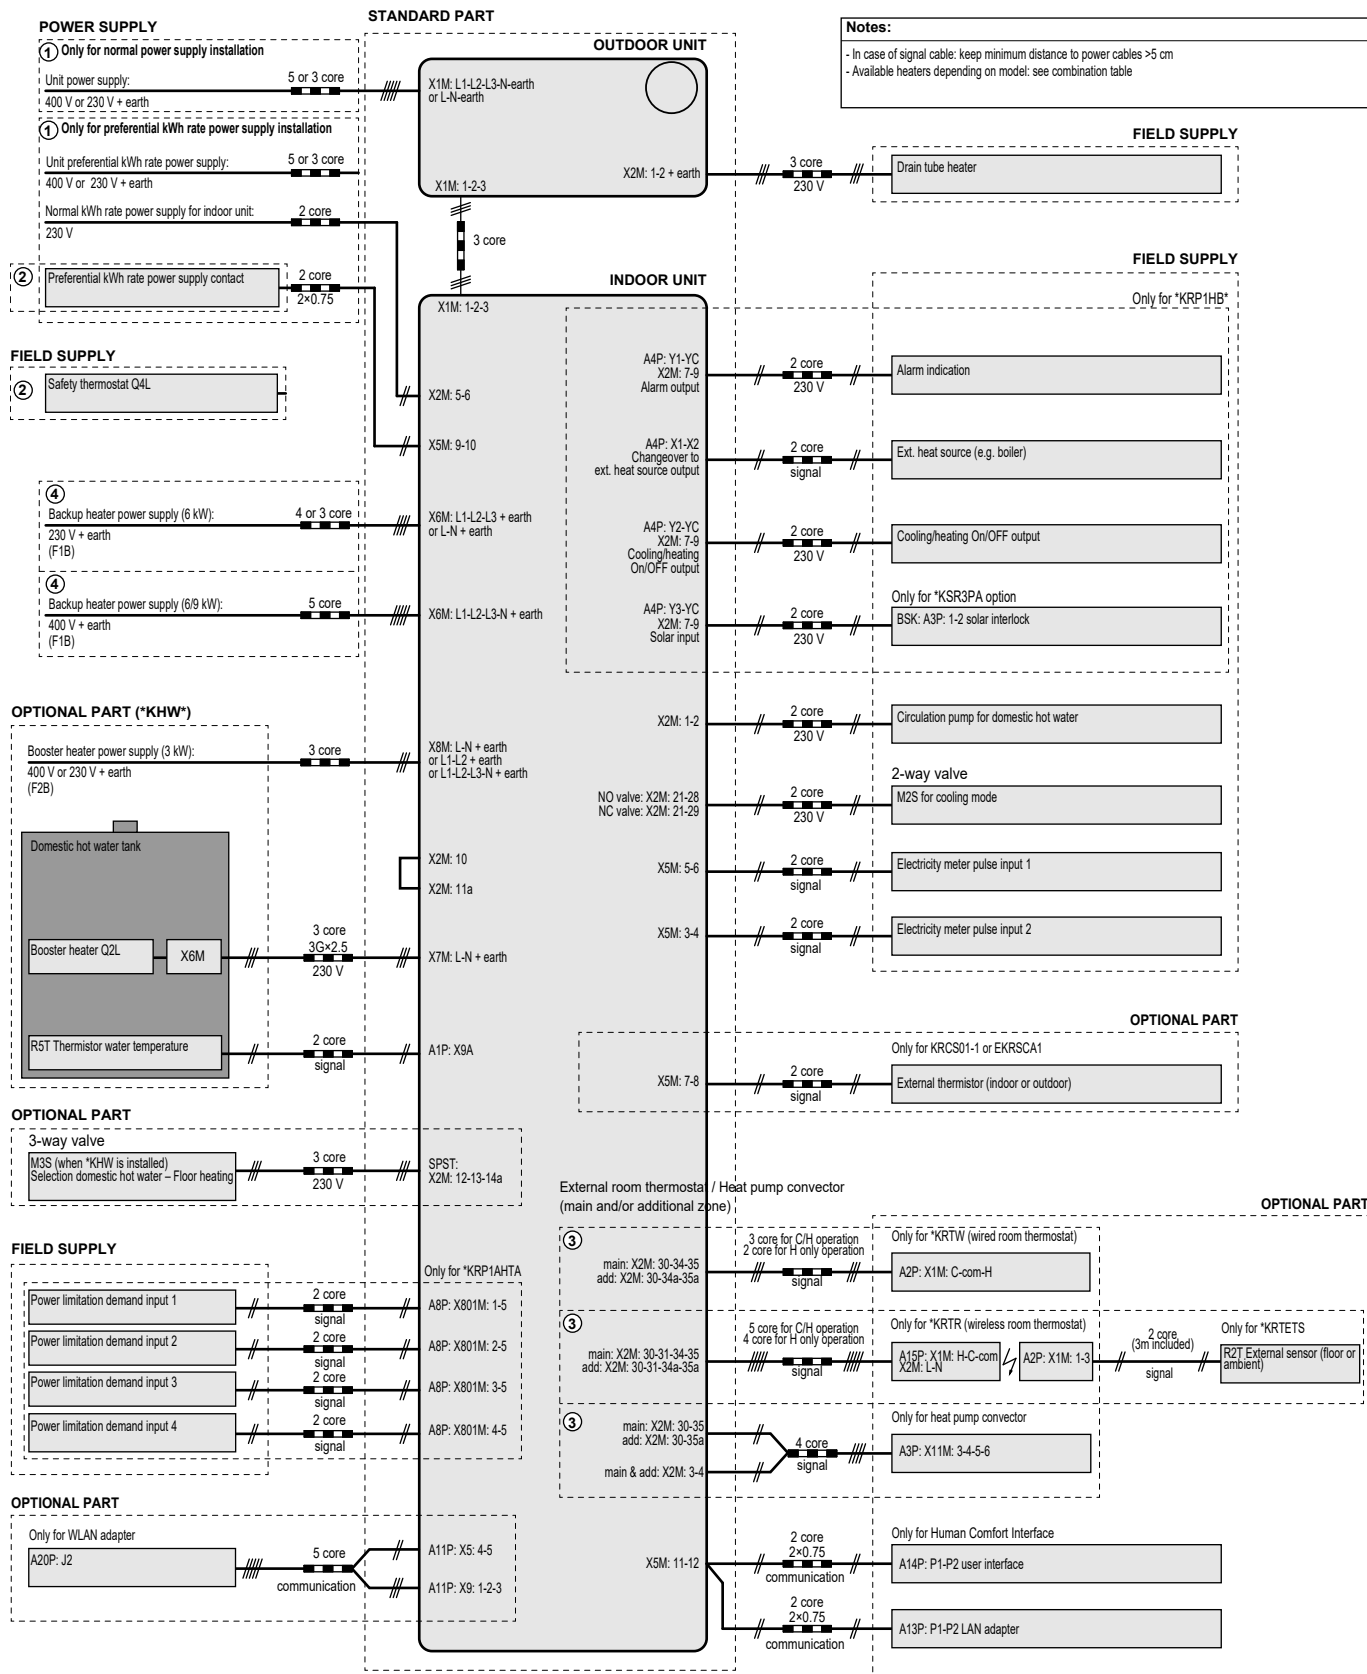 POWER SUPPLY
① Only for normal power supply installation
Unit power supply:
5 or 3 core
400 V or 230 V + earth
① Only for preferential kWh rate power supply installation
Unit preferential kWh rate power supply:
5 or 3 core
400 V or 230 V + earth
Normal kWh rate power supply for indoor unit:
2 core
230 V
②
Preferential kWh rate power supply contact
2 core
2×0.75
FIELD SUPPLY
②
Safety thermostat Q4L
④
Backup heater power supply (6 kW):
4 or 3 core
230 V + earth
(F1B)
④
Backup heater power supply (6/9 kW):
5 core
400 V + earth
(F1B)
OPTIONAL PART (*KHW*)
Booster heater power supply (3 kW):
3 core
400 V or 230 V + earth
(F2B)
Domestic hot water tank
Booster heater Q2L
X6M
3 core
3G×2.5
230 V
R5T Thermistor water temperature
2 core
signal
OPTIONAL PART
3-way valve
M3S (when *KHW is installed)
Selection domestic hot water – Floor heating
3 core
230 V
FIELD SUPPLY
Power limitation demand input 1
2 core
signal
Power limitation demand input 2
2 core
signal
Power limitation demand input 3
2 core
signal
Power limitation demand input 4
2 core
signal
OPTIONAL PART
Only for WLAN adapter
A20P: J2
5 core
communication
STANDARD PART
OUTDOOR UNIT
X1M: L1-L2-L3-N-earth
or L-N-earth
X2M: 1-2 + earth
X1M: 1-2-3
3 core
INDOOR UNIT
X1M: 1-2-3
X2M: 5-6
X5M: 9-10
X6M: L1-L2-L3 + earth
or L-N + earth
X6M: L1-L2-L3-N + earth
X8M: L-N + earth
or L1-L2 + earth
or L1-L2-L3-N + earth
X2M: 10
X2M: 11a
X7M: L-N + earth
A1P: X9A
SPST:
X2M: 12-13-14a
Only for *KRP1AHTA
A8P: X801M: 1-5
A8P: X801M: 2-5
A8P: X801M: 3-5
A8P: X801M: 4-5
A11P: X5: 4-5
A11P: X9: 1-2-3
Notes:
- In case of signal cable: keep minimum distance to power cables >5 cm
- Available heaters depending on model: see combination table
FIELD SUPPLY
3 core
230 V
Drain tube heater
FIELD SUPPLY
Only for *KRP1HB*
A4P: Y1-YC
X2M: 7-9
Alarm output
2 core
230 V
Alarm indication
A4P: X1-X2
Changeover to
ext. heat source output
2 core
signal
Ext. heat source (e.g. boiler)
A4P: Y2-YC
X2M: 7-9
Cooling/heating
On/OFF output
2 core
230 V
Cooling/heating On/OFF output
Only for *KSR3PA option
A4P: Y3-YC
X2M: 7-9
Solar input
2 core
230 V
BSK: A3P: 1-2 solar interlock
X2M: 1-2
2 core
230 V
Circulation pump for domestic hot water
2-way valve
NO valve: X2M: 21-28
NC valve: X2M: 21-29
2 core
230 V
M2S for cooling mode
X5M: 5-6
2 core
signal
Electricity meter pulse input 1
X5M: 3-4
2 core
signal
Electricity meter pulse input 2
OPTIONAL PART
Only for KRCS01-1 or EKRSCA1
X5M: 7-8
2 core
signal
External thermistor (indoor or outdoor)
External room thermostat / Heat pump convector
(main and/or additional zone)
OPTIONAL PART
③
main: X2M: 30-34-35
add: X2M: 30-34a-35a
3 core for C/H operation
2 core for H only operation
signal
Only for *KRTW (wired room thermostat)
A2P: X1M: C-com-H
③
main: X2M: 30-31-34-35
add: X2M: 30-31-34a-35a
5 core for C/H operation
4 core for H only operation
signal
Only for *KRTR (wireless room thermostat)
A15P: X1M: H-C-com
X2M: L-N
A2P: X1M: 1-3
2 core
(3m included)
signal
Only for *KRTETS
R2T External sensor (floor or
ambient)
③
main: X2M: 30-35
add: X2M: 30-35a
main & add: X2M: 3-4
4 core
signal
Only for heat pump convector
A3P: X11M: 3-4-5-6
X5M: 11-12
2 core
2×0.75
communication
Only for Human Comfort Interface
A14P: P1-P2 user interface
2 core
2×0.75
communication
A13P: P1-P2 LAN adapter